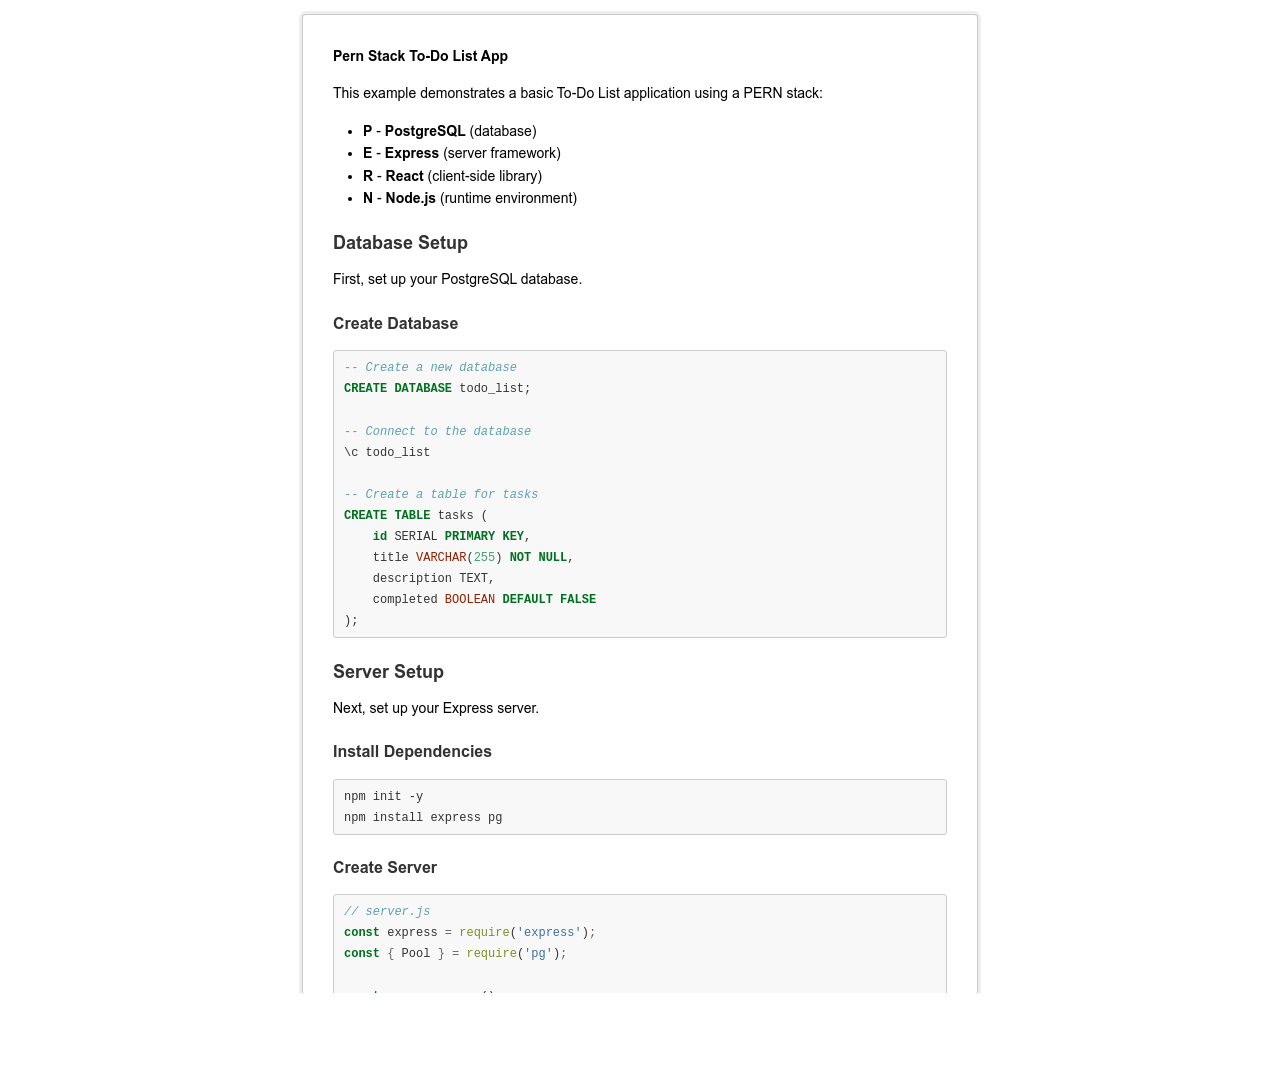 Pern Stack To-Do List App
This example demonstrates a basic To-Do List application using a PERN stack:
• P - PostgreSQL (database)
• E - Express (server framework)
• R - React (client-side library)
• N - Node.js (runtime environment)
Database Setup
First, set up your PostgreSQL database.
Create Database
-- Create a new database
CREATE DATABASE todo_list;
-- Connect to the database
\c todo_list
-- Create a table for tasks
CREATE TABLE tasks (
    id SERIAL PRIMARY KEY,
    title VARCHAR(255) NOT NULL,
    description TEXT,
    completed BOOLEAN DEFAULT FALSE
);
Server Setup
Next, set up your Express server.
Install Dependencies
npm init -y
npm install express pg
Create Server
// server.js
const express = require('express');
const { Pool } = require('pg');